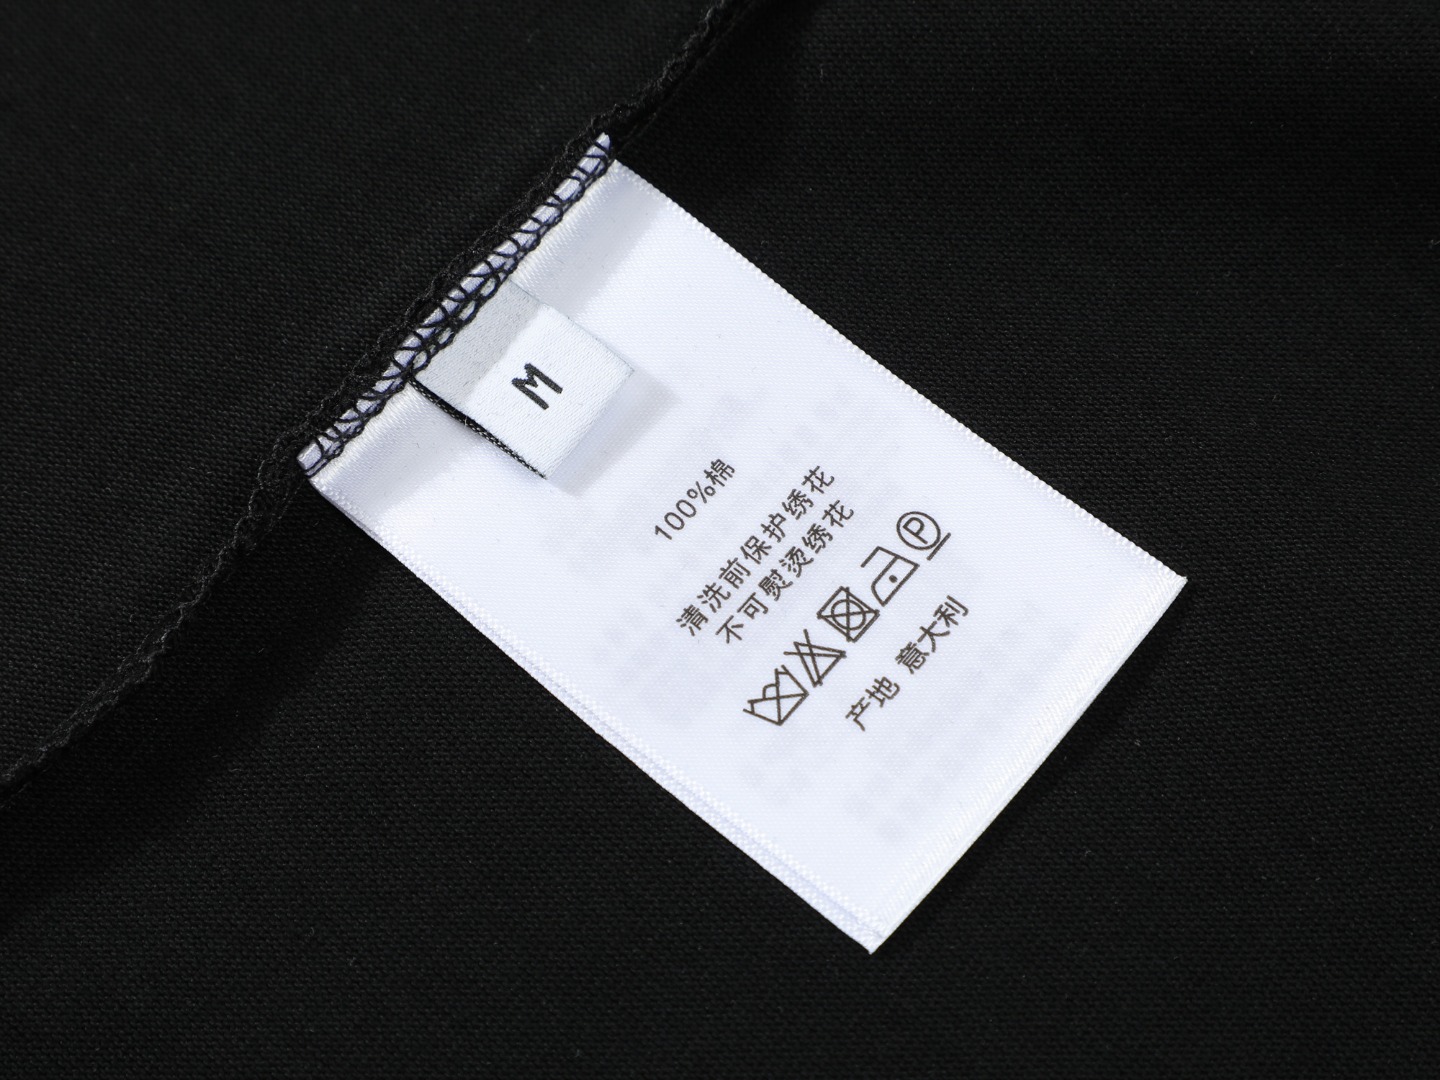 M
100%棉
清洗前保护绣花
不可熨烫绣花
P
产地 意大利